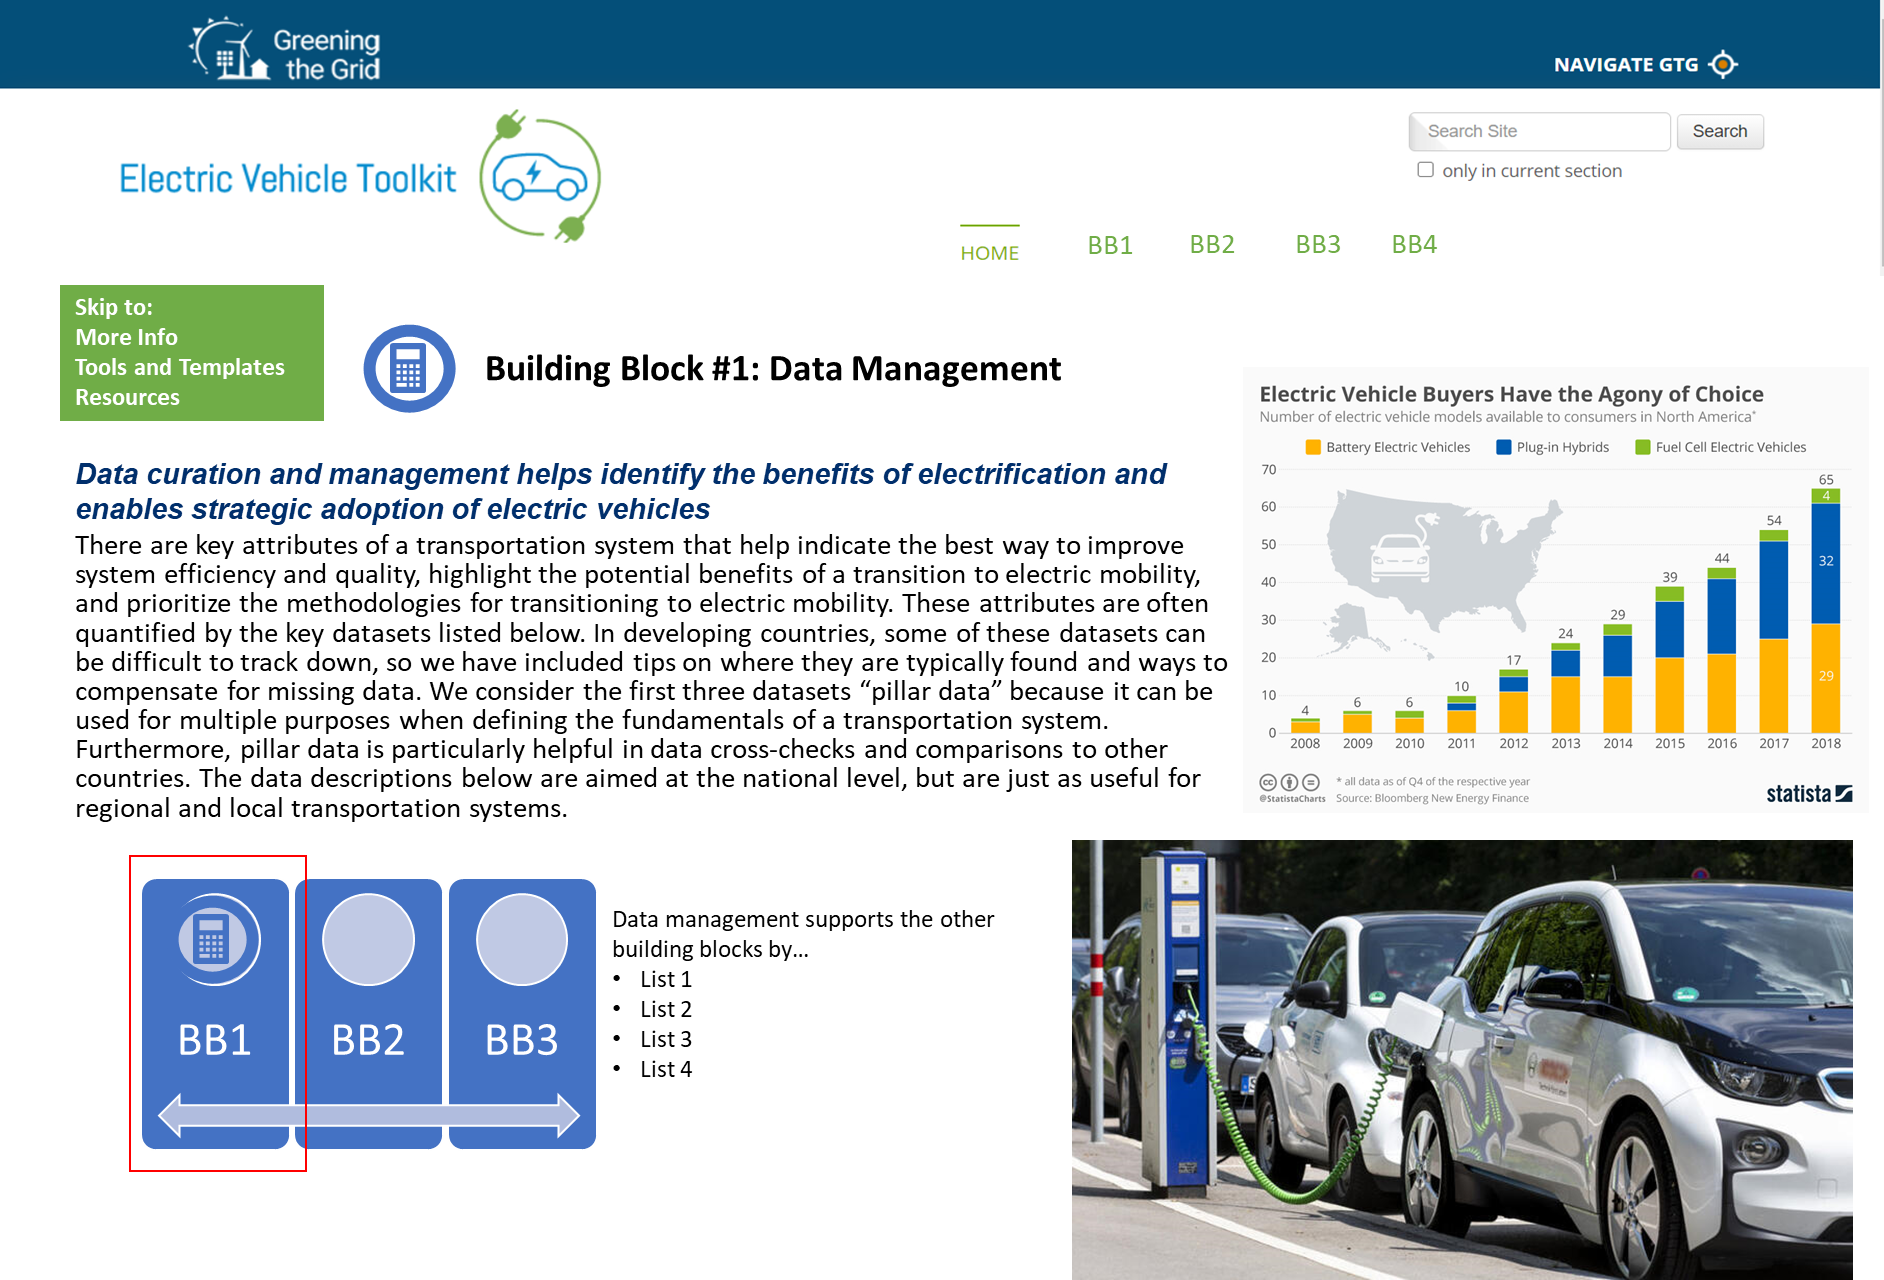 Greening
the Grid
NAVIGATE GTG
Electric Vehicle Toolkit
Search Site
Search
only in current section
HOME
BB1
BB2
BB3
BB4
Skip to:
More Info
Tools and Templates
Resources
Building Block #1: Data Management
Data curation and management helps identify the benefits of electrification and
enables strategic adoption of electric vehicles
There are key attributes of a transportation system that help indicate the best way to improve
system efficiency and quality, highlight the potential benefits of a transition to electric mobility,
and prioritize the methodologies for transitioning to electric mobility. These attributes are often
quantified by the key datasets listed below. In developing countries, some of these datasets can
be difficult to track down, so we have included tips on where they are typically found and ways to
compensate for missing data. We consider the first three datasets “pillar data” because it can be
used for multiple purposes when defining the fundamentals of a transportation system.
Furthermore, pillar data is particularly helpful in data cross-checks and comparisons to other
countries. The data descriptions below are aimed at the national level, but are just as useful for
regional and local transportation systems.
Electric Vehicle Buyers Have the Agony of Choice
Number of electric vehicle models available to consumers in North America*
Battery Electric Vehicles
Plug-in Hybrids
Fuel Cell Electric Vehicles
70
60
50
40
30
20
10
0
4
6
6
10
17
24
29
39
44
54
65
4
32
29
2008
2009
2010
2011
2012
2013
2014
2015
2016
2017
2018
cc
@StatistaCharts
* all data as of Q4 of the respective year
Source: Bloomberg New Energy Finance
statista
BB1
BB2
BB3
Data management supports the other
building blocks by...
• List 1
• List 2
• List 3
• List 4